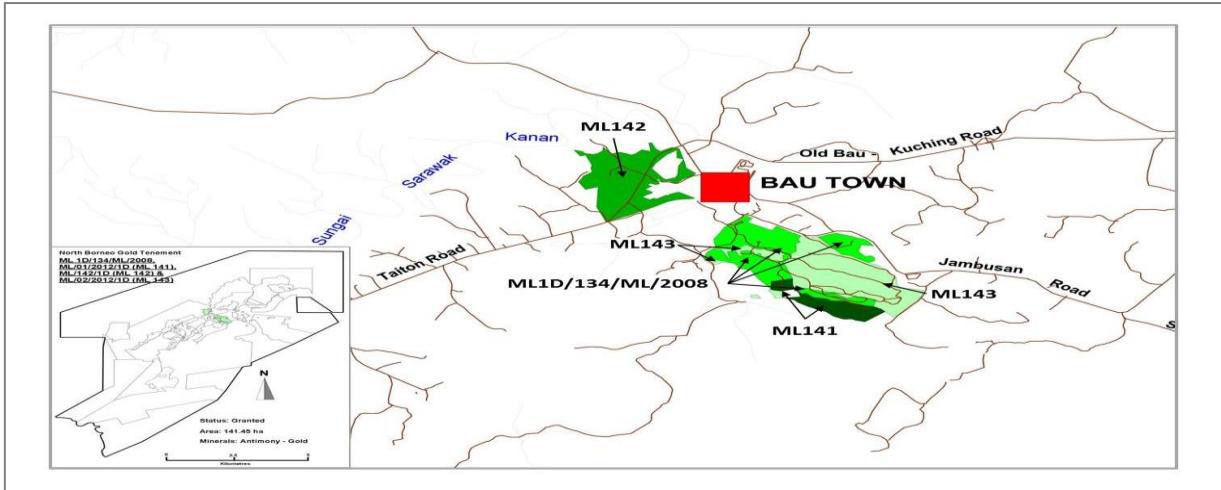 ML142
Kanan
Sarawak
Sungai
Old Bau - Kuching Road
BAU TOWN
Taiton Road
ML143
ML1D/134/ML/2008
ML141
Jambusan Road
ML143
S
North Borneo Gold Tenement
ML 1D/134/ML/2008,
ML/01/2012/1D (ML 141),
ML/142/1D (ML 142) &
ML/02/2012/1D (ML 143)
N
Status: Granted
Area: 141.45 ha
Minerals: Antimony - Gold
Kilometres